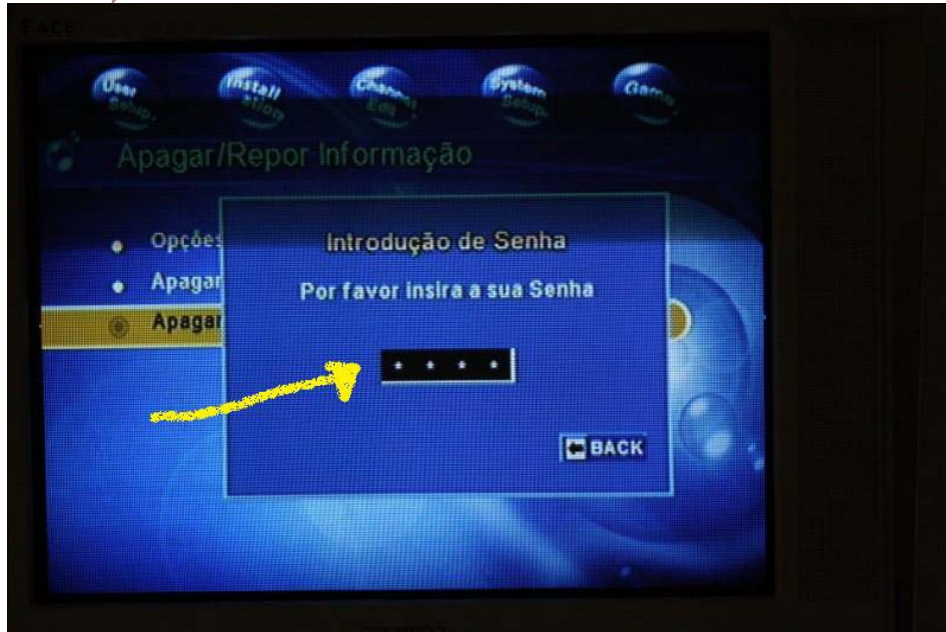 FACE
User Setup
Installation
Channel Edit
System Setup
Game
Apagar/Repor Informação
Opções
Apagar
Apagar
Introdução de Senha
Por favor insira a sua Senha
* * * *
BACK